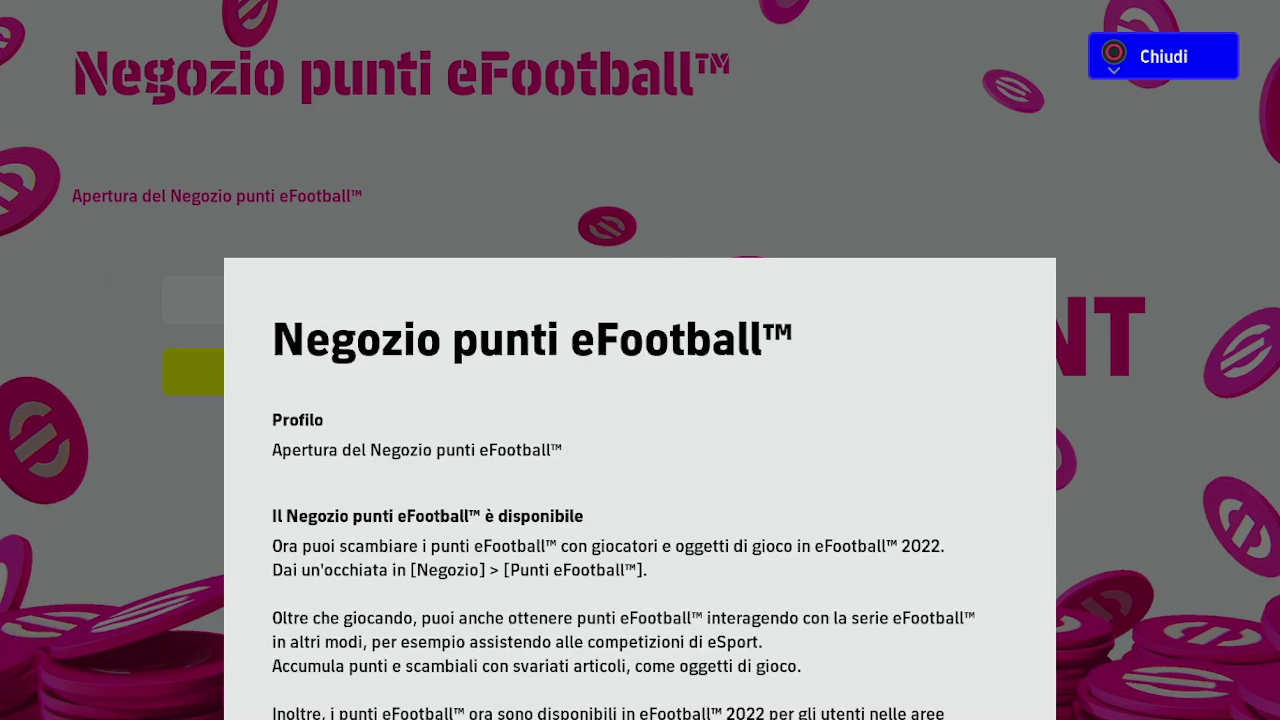 Negozio punti eFootball™
Chiudi
Apertura del Negozio punti eFootball™
NT
Negozio punti eFootball™
Profilo
Apertura del Negozio punti eFootball™
Il Negozio punti eFootball™ è disponibile
Ora puoi scambiare i punti eFootball™ con giocatori e oggetti di gioco in eFootball™ 2022.
Dai un'occhiata in [Negozio] > [Punti eFootball™].
Oltre che giocando, puoi anche ottenere punti eFootball™ interagendo con la serie eFootball™
in altri modi, per esempio assistendo alle competizioni di eSport.
Accumula punti e scambiali con svariati articoli, come oggetti di gioco.
Inoltre, i punti eFootball™ ora sono disponibili in eFootball™ 2022 per gli utenti nelle aree